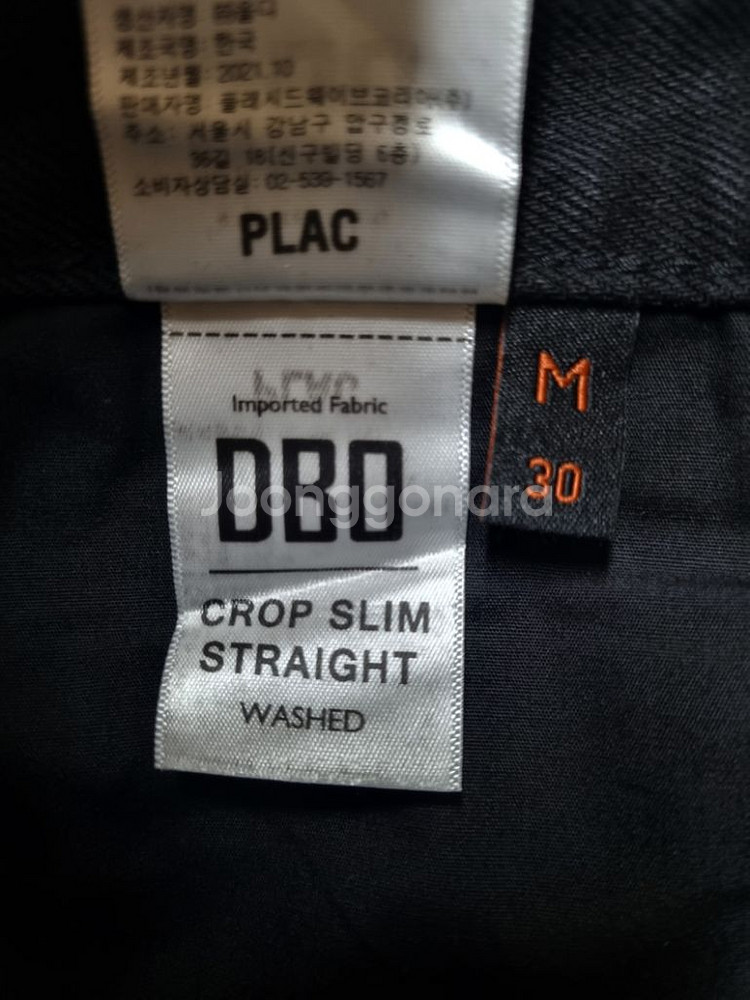 제조국명: 한국
제조년월: 2021.10
판매자명: 플래시드웨이브코리아(주)
주소: 서울시 강남구 압구정로
36길 18(신구빌딩 6층)
소비자상담실: 02-539-1567
PLAC
Imported Fabric
DBD
CROP SLIM
STRAIGHT
WASHED
M
30
Joonggonara